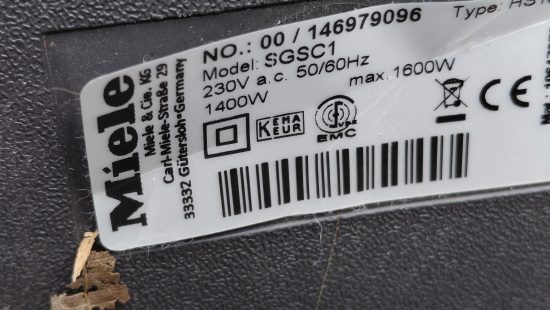 Miele
Miele & Cie. KG
Carl-Miele-Straße 29
33332 Gütersloh•Germany
NO.: 00 / 146979096
Model: SGSC1
Type: HS1
230V a.c. 50/60Hz
1400W
max.1600W
KEMA
KEUR
EMC
CE